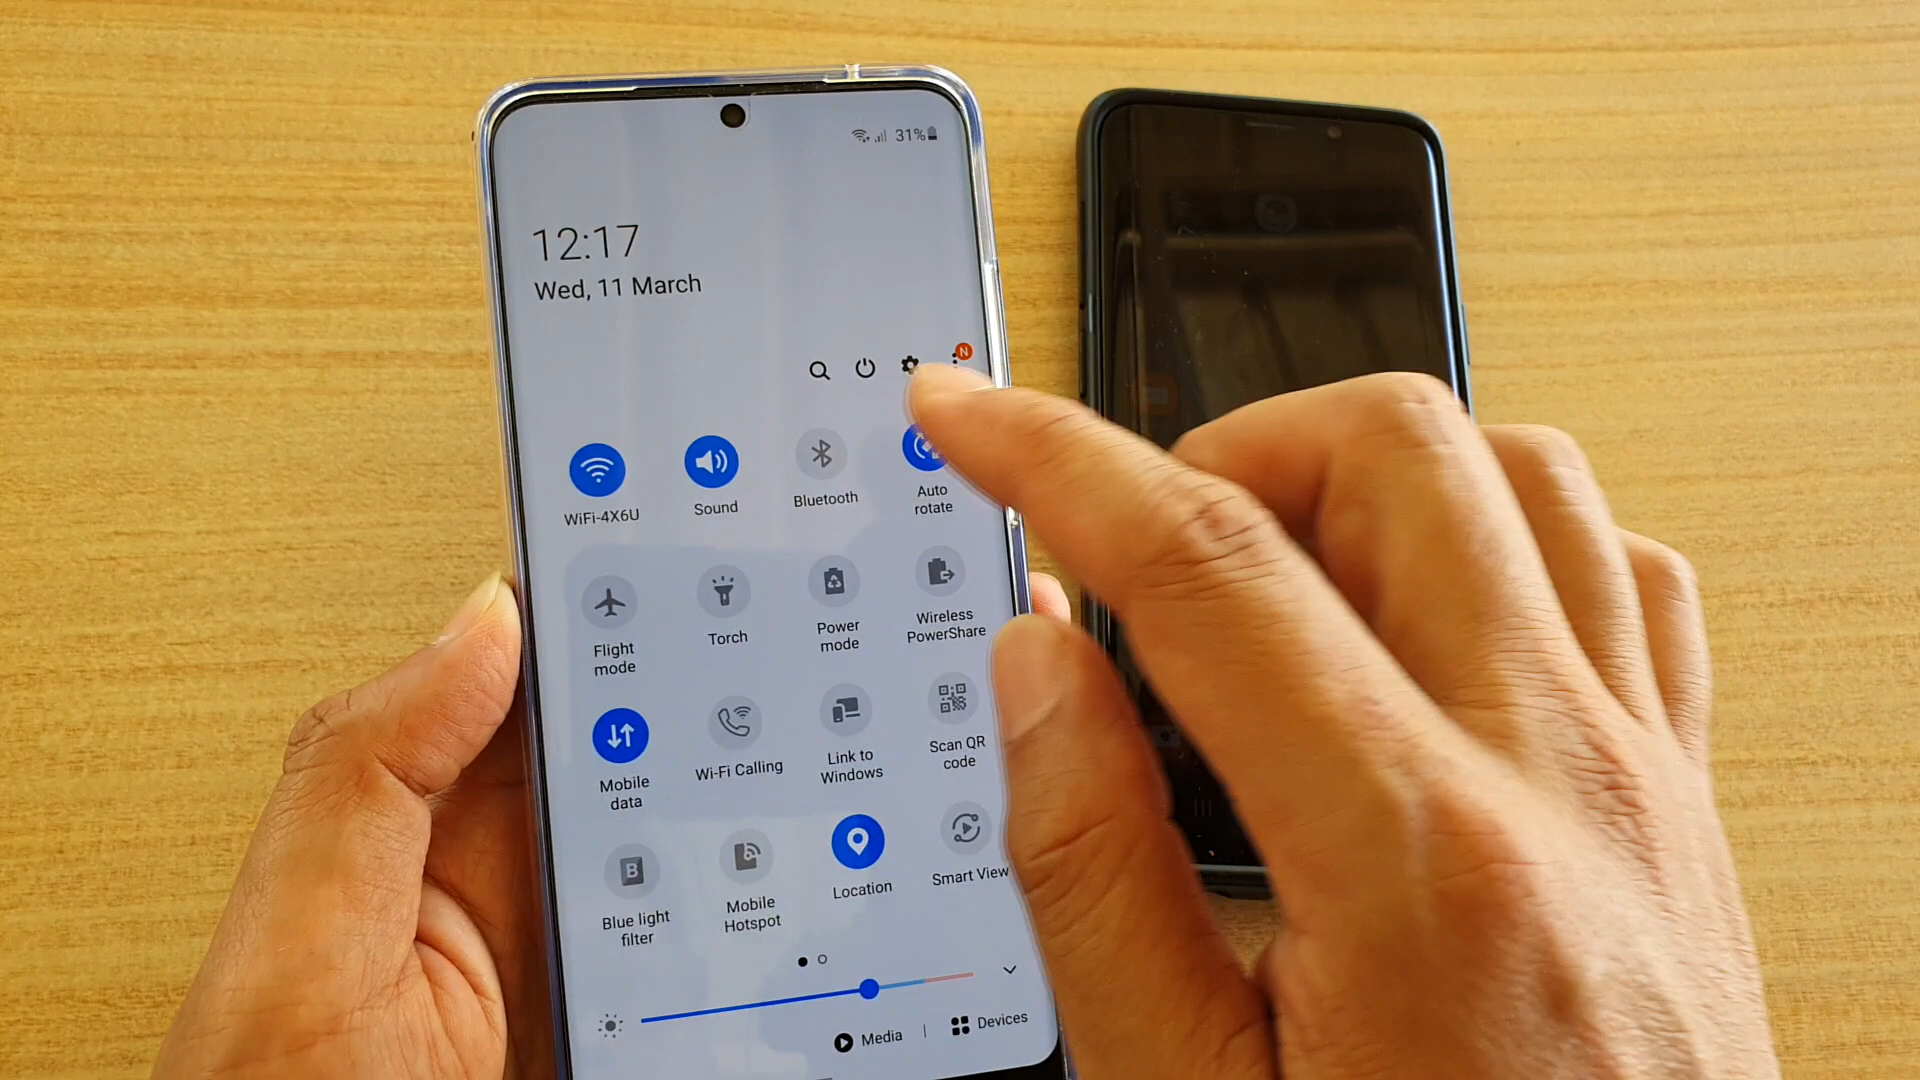 31%
12:17
Wed, 11 March
N
WiFi-4X6U
Sound
Bluetooth
Auto
rotate
Flight
mode
Torch
Power
mode
Wireless
PowerShare
Mobile
data
Wi-Fi Calling
Link to
Windows
Scan QR
code
B
Blue light
filter
Mobile
Hotspot
Location
Smart View
Media | Devices